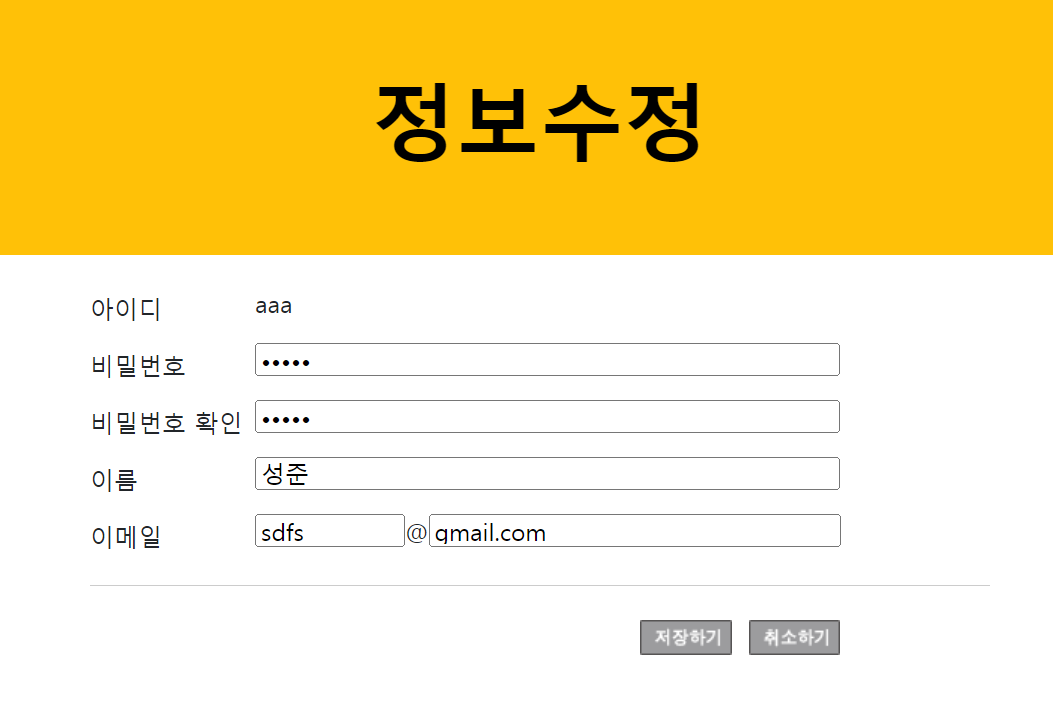 정보수정
아이디 aaa
비밀번호 •••••
비밀번호 확인 •••••
이름 성준
이메일 sdfs @ gmail.com
저장하기 취소하기